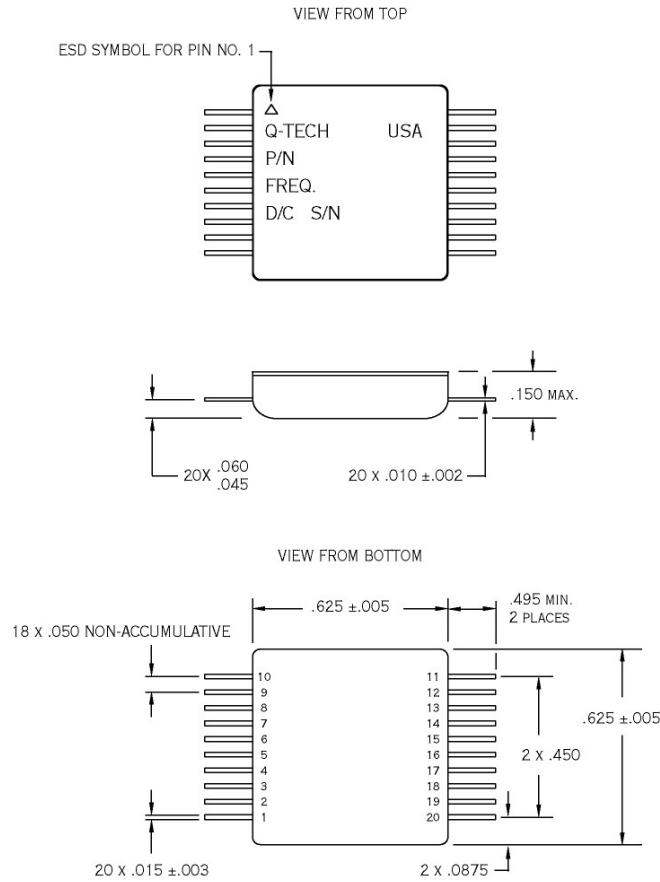 VIEW FROM TOP
ESD SYMBOL FOR PIN NO. 1
Q-TECH USA
P/N
FREQ.
D/C S/N
.150 MAX.
20X .060
.045
20 X .010 ±.002
VIEW FROM BOTTOM
.625 ±.005
.495 MIN.
2 PLACES
18 X .050 NON-ACCUMULATIVE
10 11
9 12
8 13
7 14
6 15
5 16
4 17
3 18
2 19
1 20
.625 ±.005
2 X .450
20 X .015 ±.003
2 X .0875